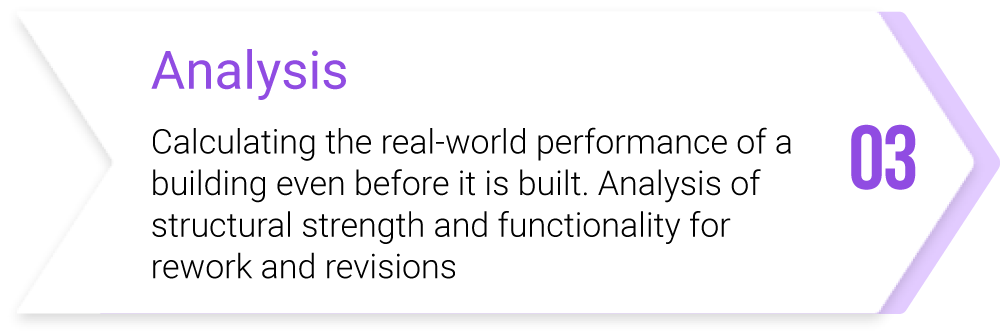 Analysis
Calculating the real-world performance of a
building even before it is built. Analysis of
structural strength and functionality for
rework and revisions
03